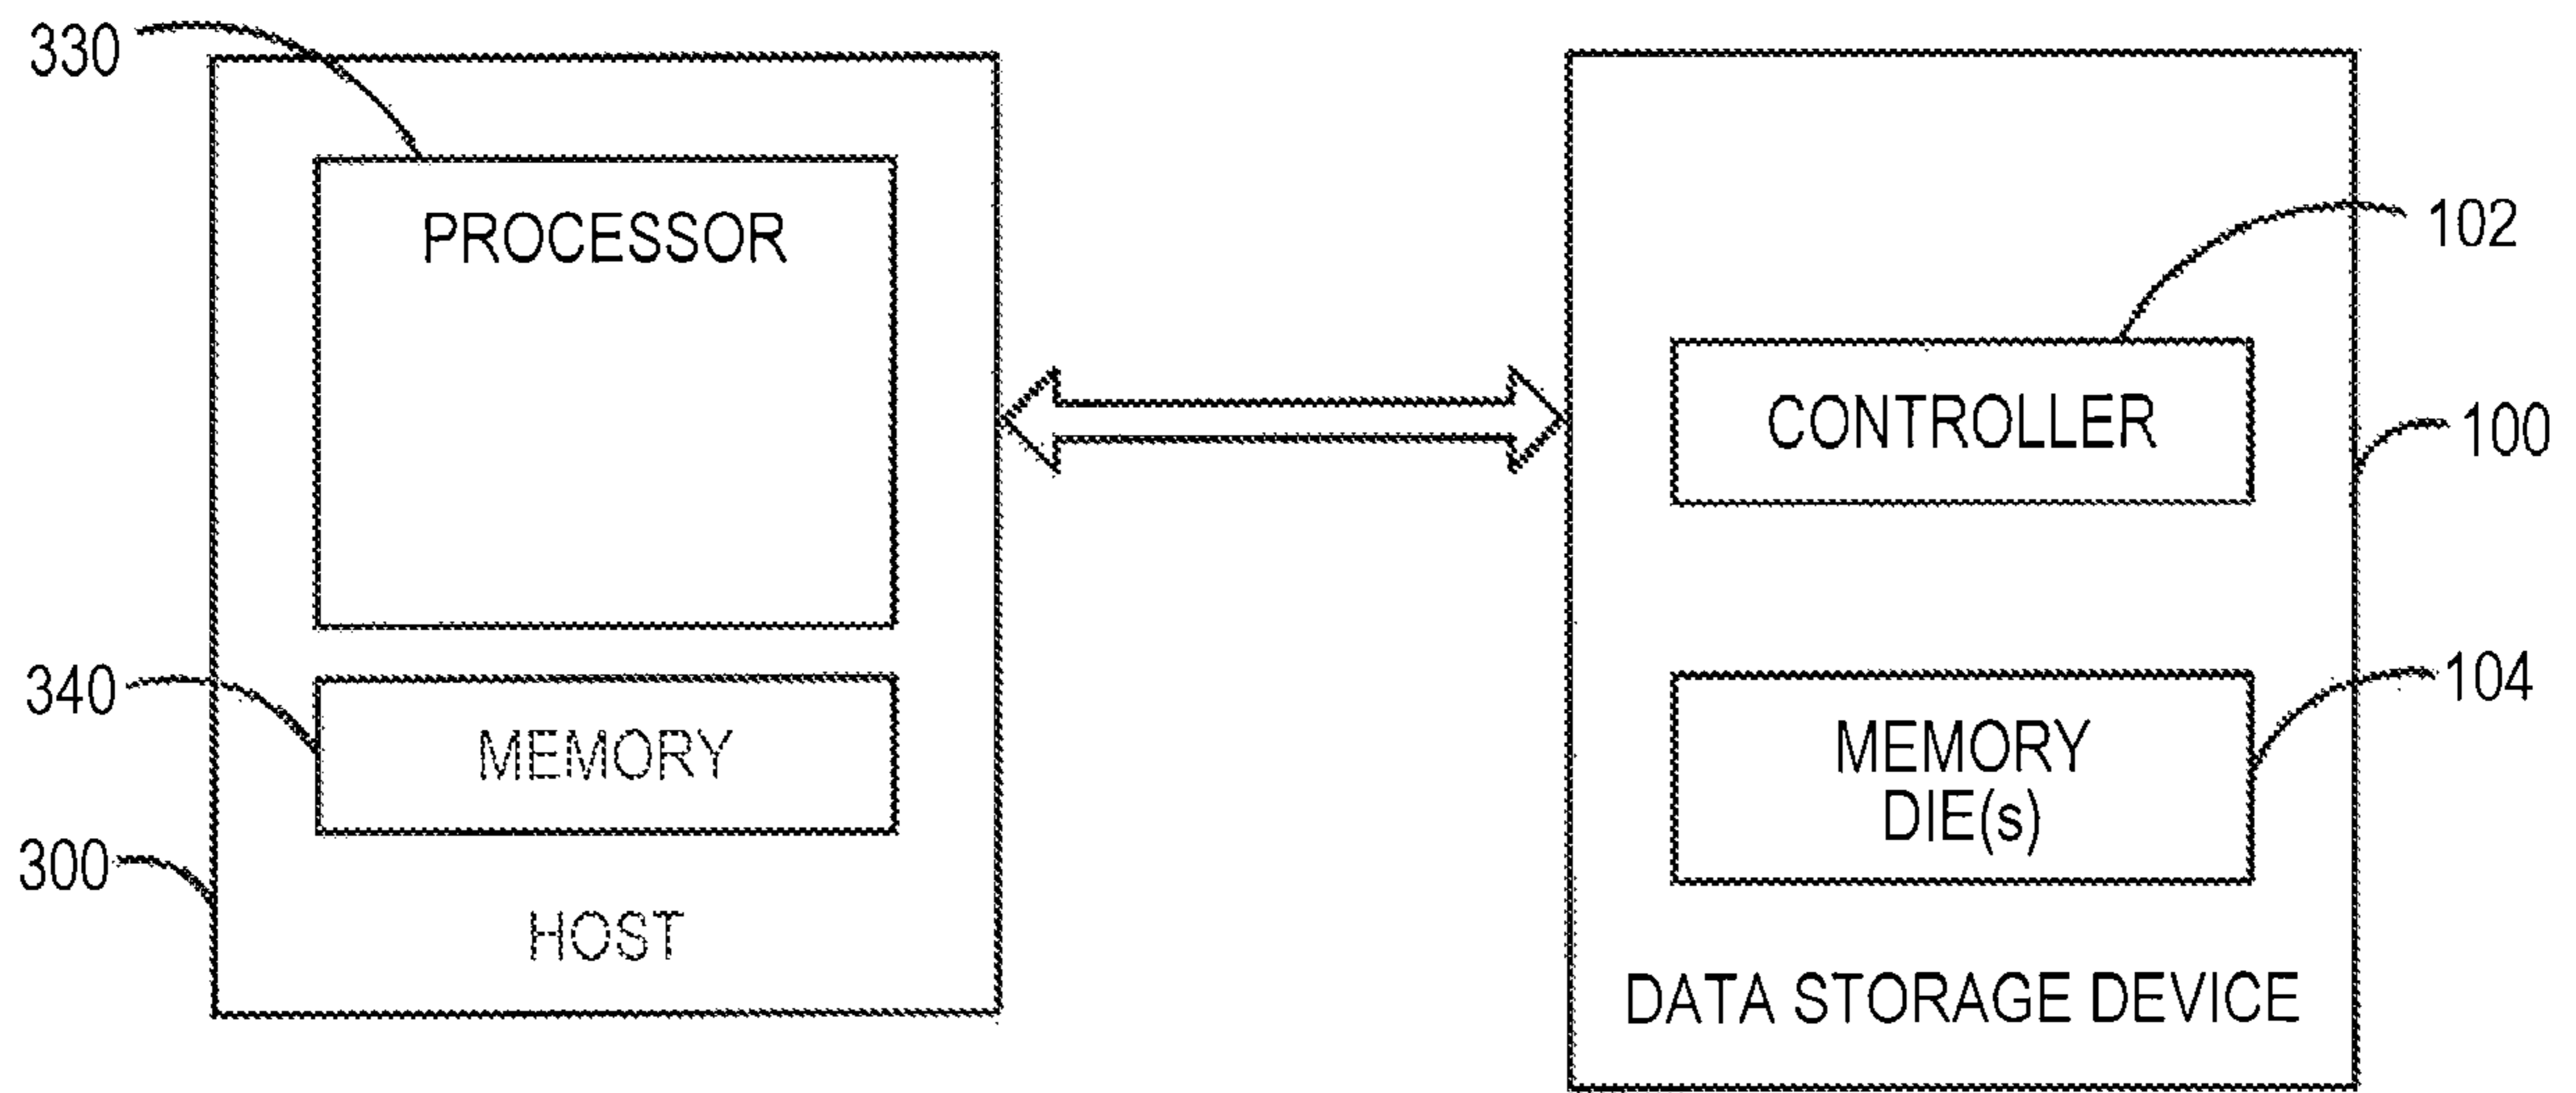 330
PROCESSOR
340
MEMORY
300
HOST
102
CONTROLLER
100
104
MEMORY
DIE(s)
DATA STORAGE DEVICE